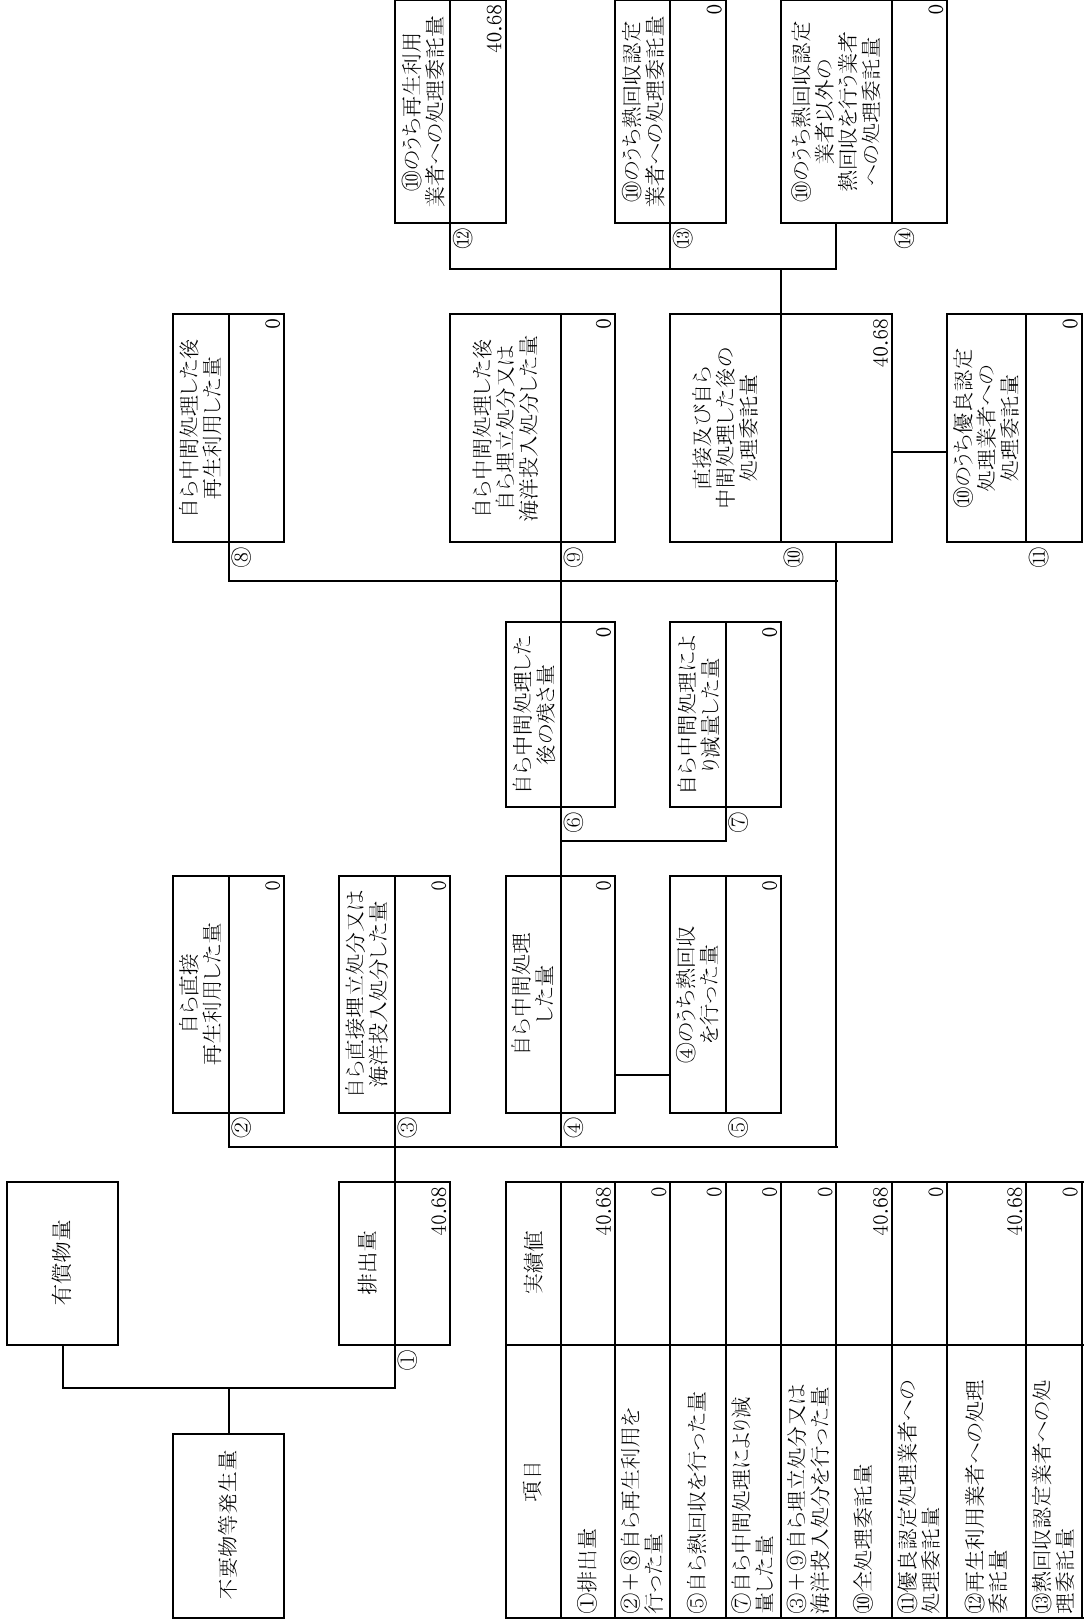 有償物量
不要物等発生量
排出量
①
40.68
自ら直接
再生利用した量
②
0
自ら直接埋立処分又は
海洋投入処分した量
③
0
自ら中間処理
した量
④
0
④のうち熱回収
を行った量
⑤
0
自ら中間処理した
後の残さ量
⑥
0
自ら中間処理によ
り減量した量
⑦
0
自ら中間処理した後
再生利用した量
⑧
0
自ら中間処理した後
自ら埋立処分又は
海洋投入処分した量
⑨
0
直接及び自ら
中間処理した後の
処理委託量
⑩
40.68
⑩のうち優良認定
処理業者への
処理委託量
⑪
0
⑩のうち再生利用
業者への処理委託量
⑫
40.68
⑩のうち熱回収認定
業者への処理委託量
⑬
0
⑩のうち熱回収認定
業者以外の
熱回収を行う業者
への処理委託量
⑭
0
項目
実績値
①排出量
40.68
②+⑧自ら再生利用を
行った量
0
⑤自ら熱回収を行った量
0
⑦自ら中間処理により減
量した量
0
③+⑨自ら埋立処分又は
海洋投入処分を行った量
0
⑩全処理委託量
40.68
⑪優良認定処理業者への
処理委託量
0
⑫再生利用業者への処理
委託量
40.68
⑬熱回収認定業者への処
理委託量
0